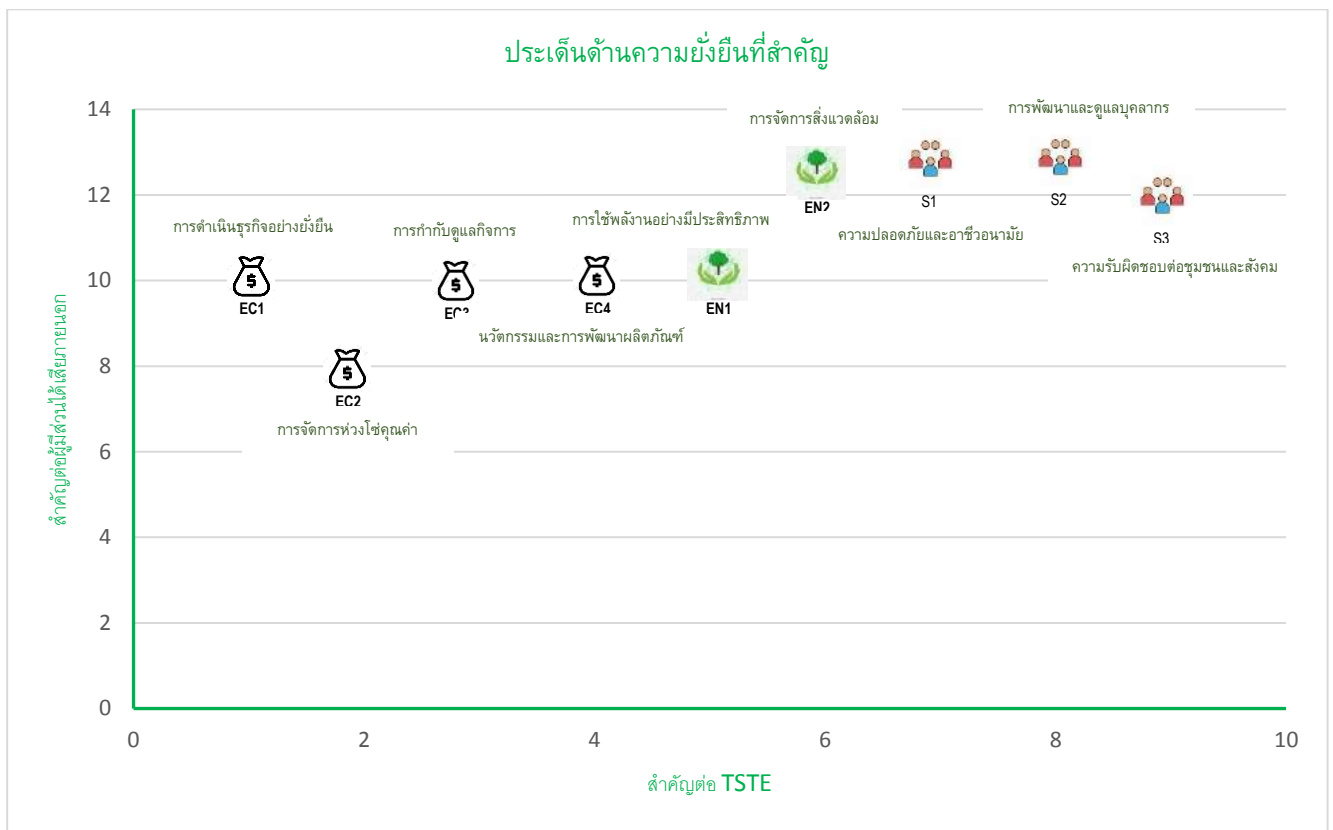 ประเด็นด้านความยั่งยืนที่สำคัญ
14
12
10
8
6
4
2
0
สำคัญต่อผู้มีส่วนได้เสียภายนอก
การจัดการสิ่งแวดล้อม
การพัฒนาและดูแลบุคลากร
EN2
S1
S2
S3
การดำเนินธุรกิจอย่างยั่งยืน
การกำกับดูแลกิจการ
การใช้พลังานอย่างมีประสิทธิภาพ
ความปลอดภัยและอาชีวอนามัย
ความรับผิดชอบต่อชุมชนและสังคม
EC1
EC3
EC4
EN1
นวัตกรรมและการพัฒนาผลิตภัณฑ์
EC2
การจัดการห่วงโซ่คุณค่า
0 2 4 6 8 10
สำคัญต่อ TSTE